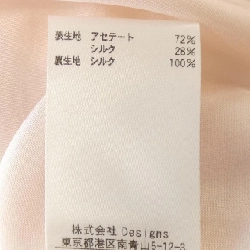 表生地 アセテート 72%
シルク 28%
裏生地 シルク 100%
株式会社 Designs
東京都港区南青山5-12-3